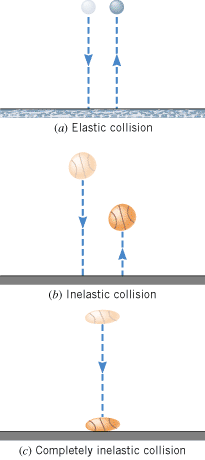 (a) Elastic collision
(b) Inelastic collision
(c) Completely inelastic collision